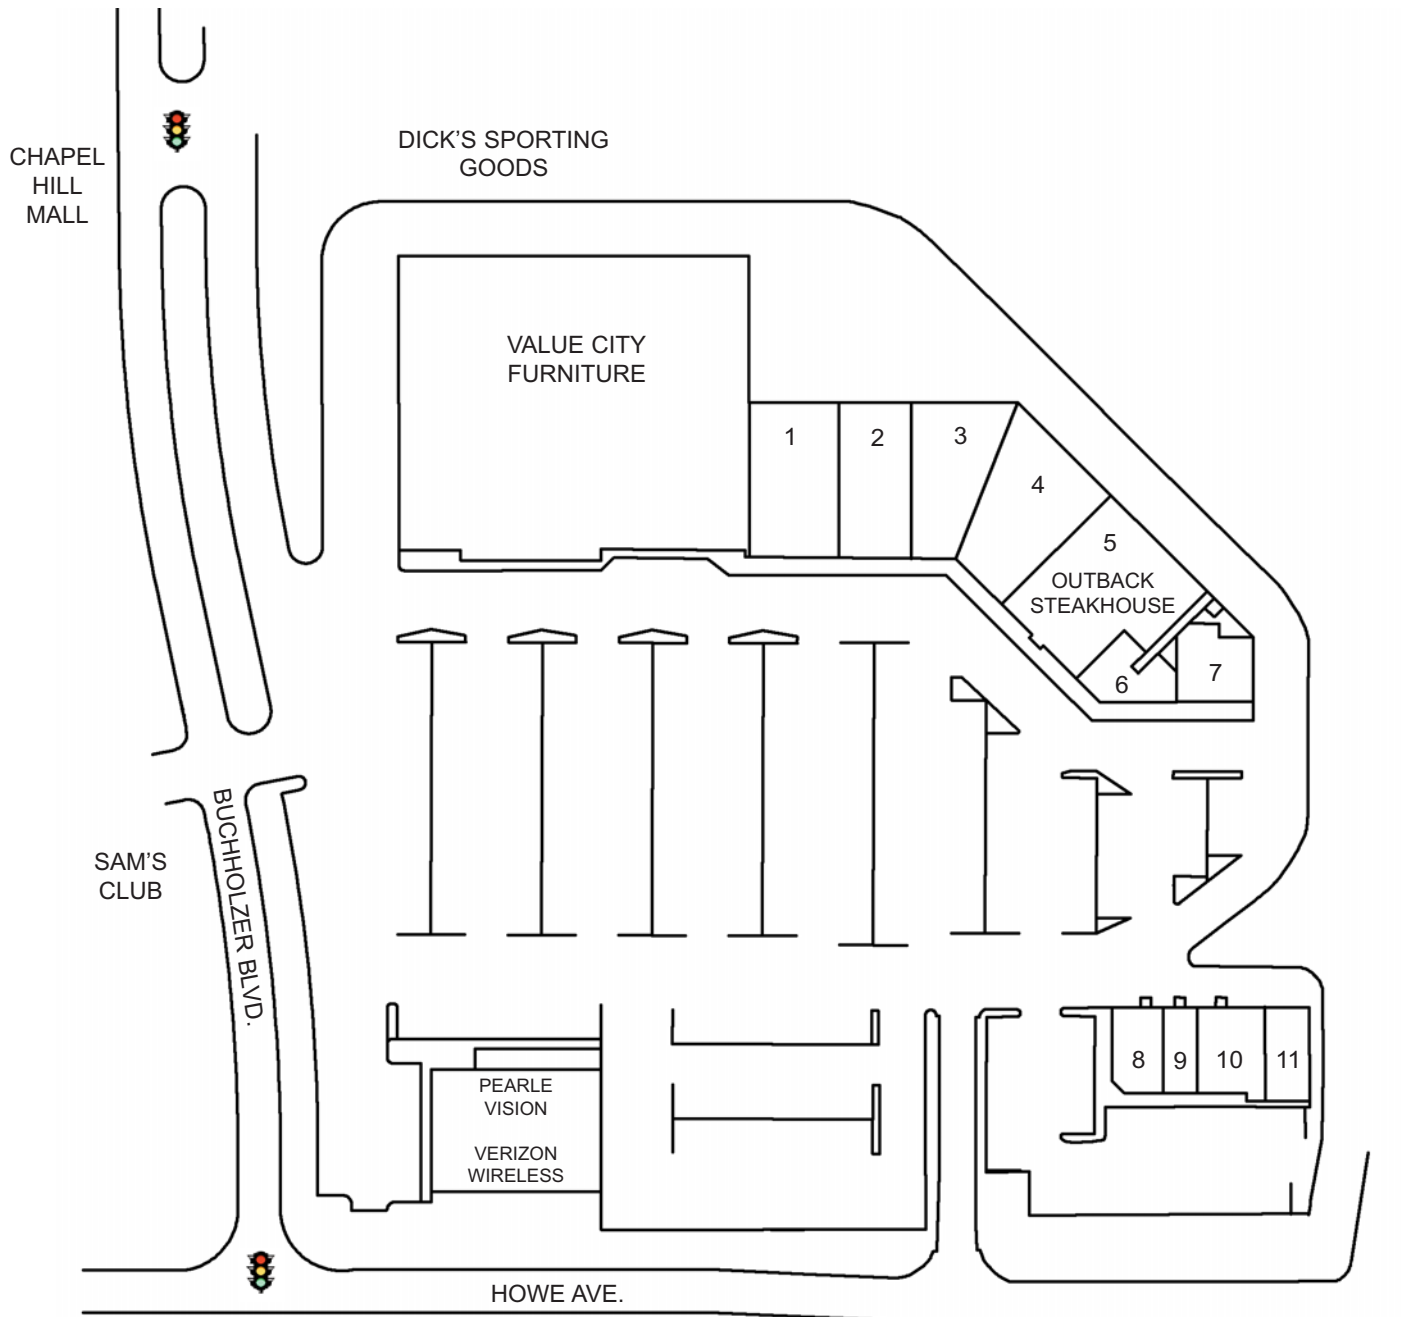 DICK'S SPORTING
GOODS
CHAPEL
HILL
MALL
VALUE CITY
FURNITURE
1
2
3
4
5
OUTBACK
STEAKHOUSE
6
7
BUCHHOLZER BLVD.
SAM'S
CLUB
8
9
10
11
PEARLE
VISION
VERIZON
WIRELESS
HOWE AVE.